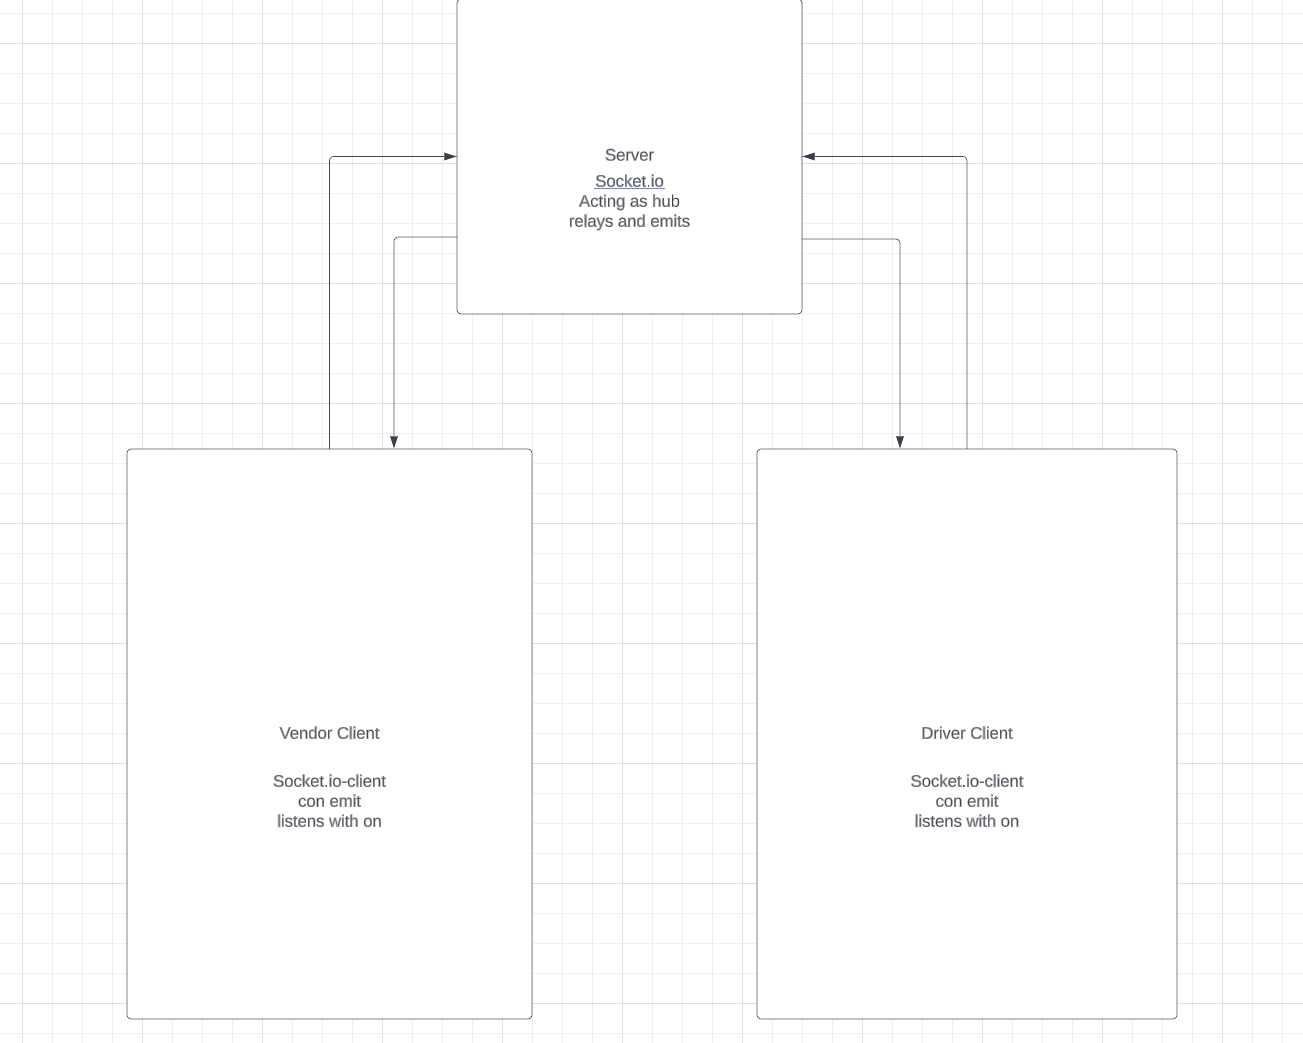 Server
Socket.io
Acting as hub
relays and emits
Vendor Client
Socket.io-client
con emit
listens with on
Driver Client
Socket.io-client
con emit
listens with on